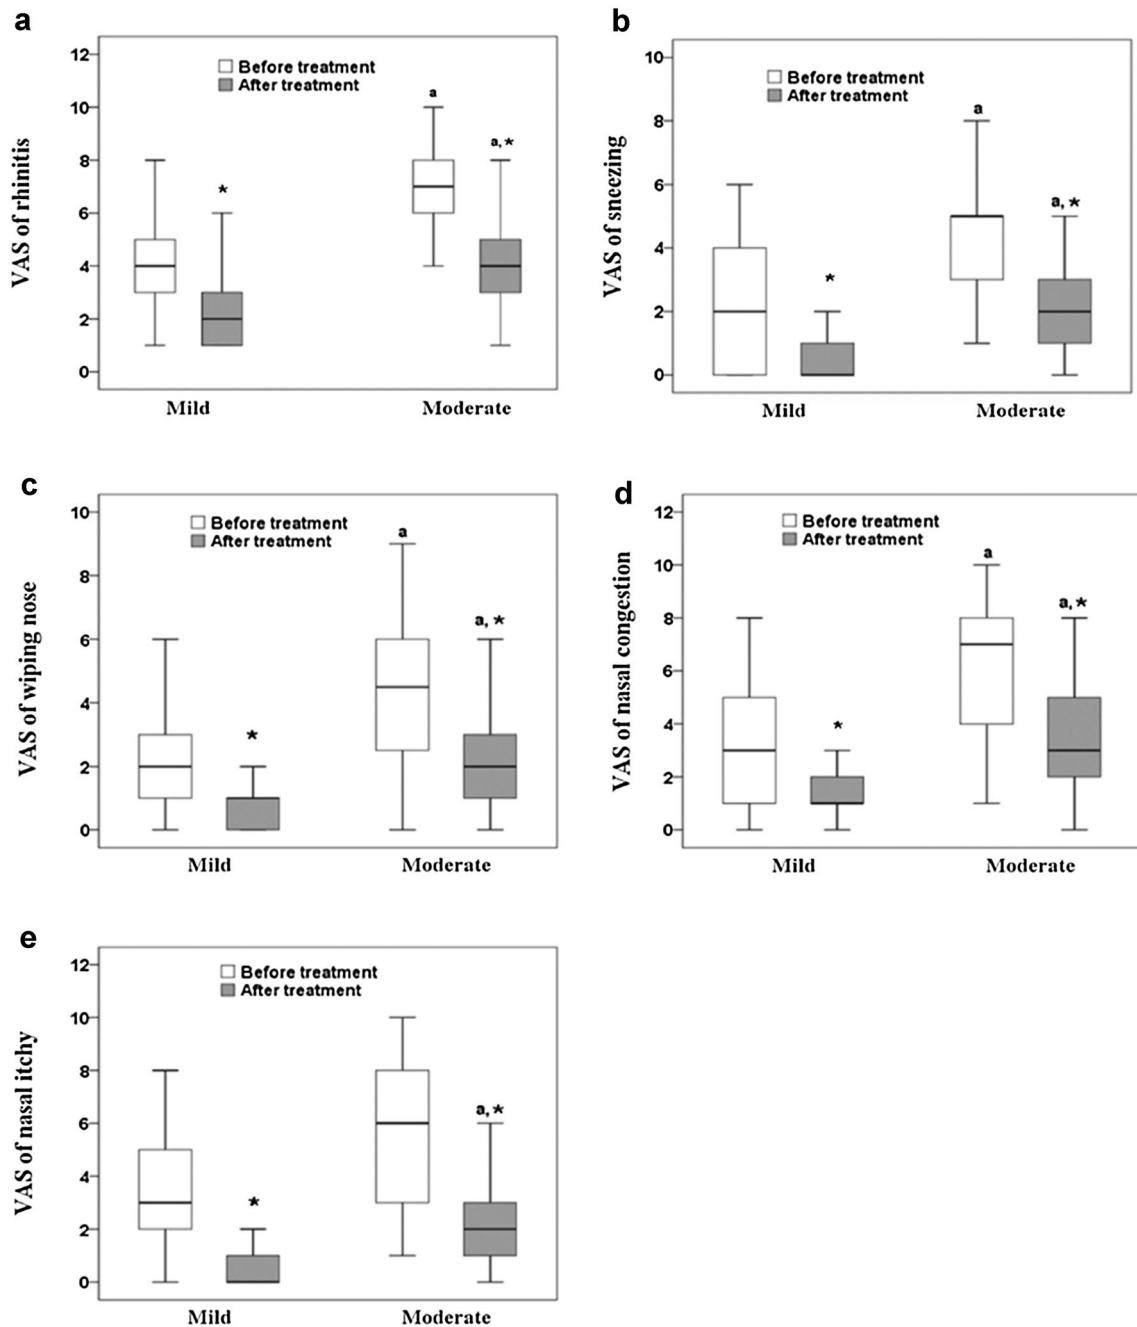 a
VAS of rhinitis
12
10
8
6
4
2
0
Before treatment
After treatment
*
a
a, *
Mild
Moderate
b
VAS of sneezing
10
8
6
4
2
0
Before treatment
After treatment
*
a
a, *
Mild
Moderate
c
VAS of wiping nose
10
8
6
4
2
0
Before treatment
After treatment
*
a
a, *
Mild
Moderate
d
VAS of nasal congestion
12
10
8
6
4
2
0
Before treatment
After treatment
*
a
a, *
Mild
Moderate
e
VAS of nasal itchy
12
10
8
6
4
2
0
Before treatment
After treatment
*
a, *
Mild
Moderate